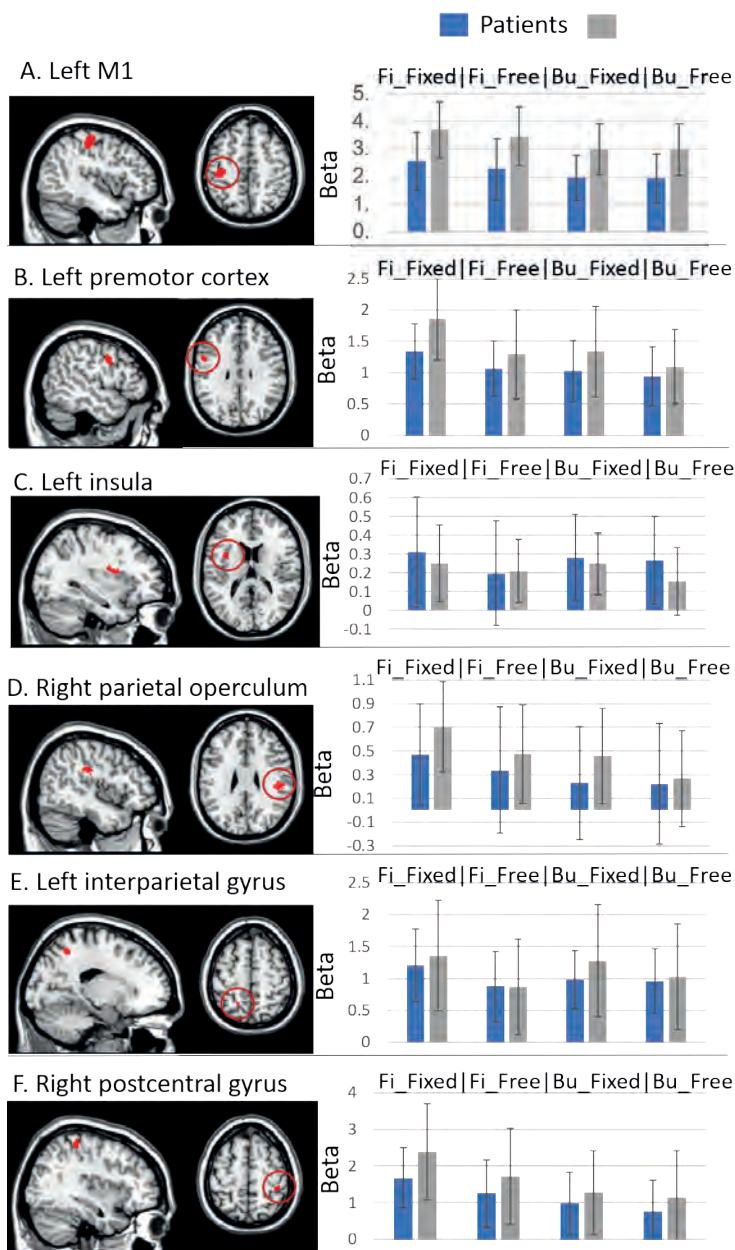 Patients
A. Left M1
Fi_Fixed|Fi_Free|Bu_Fixed|Bu_Free
5.
4.
3.
2.
1.
0.
Beta
B. Left premotor cortex
Fi_Fixed|Fi_Free|Bu_Fixed|Bu_Free
2.5
2
1.5
1
0.5
0
Beta
C. Left insula
Fi_Fixed|Fi_Free|Bu_Fixed|Bu_Free
0.7
0.6
0.5
0.4
0.3
0.2
0.1
0
-0.1
Beta
D. Right parietal operculum
Fi_Fixed|Fi_Free|Bu_Fixed|Bu_Free
1.1
0.9
0.7
0.5
0.3
0.1
-0.1
-0.3
Beta
E. Left interparietal gyrus
Fi_Fixed|Fi_Free|Bu_Fixed|Bu_Free
2.5
2
1.5
1
0.5
0
Beta
F. Right postcentral gyrus
Fi_Fixed|Fi_Free|Bu_Fixed|Bu_Free
4
3
2
1
0
Beta